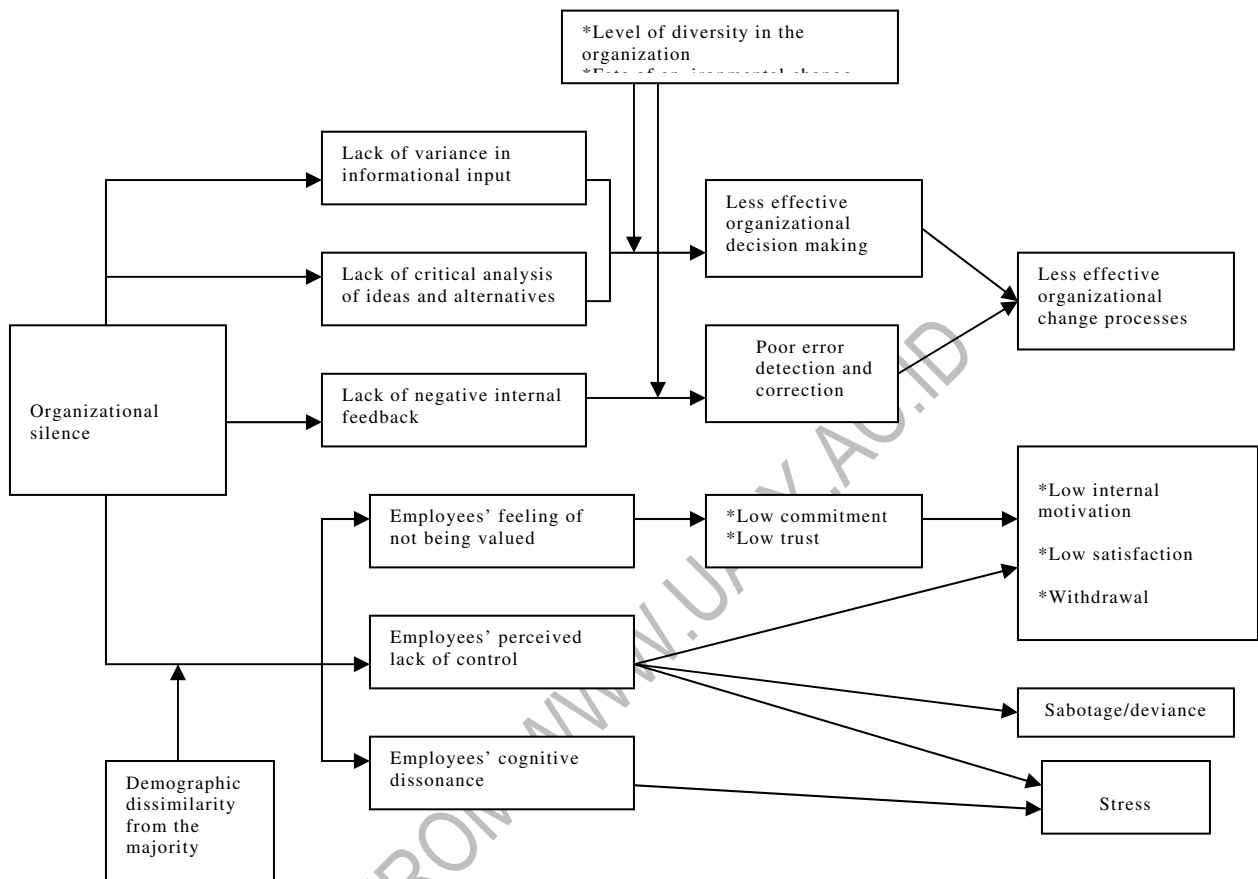 *Level of diversity in the
organization
of environmental change
Lack of variance in
informational input
Less effective
organizational
decision making
Lack of critical analysis
of ideas and alternatives
Less effective
organizational
change processes
Poor error
detection and
correction
Organizational
silence
Lack of negative internal
feedback
*Low internal
motivation
*Low satisfaction
*Withdrawal
Employees’ feeling of
not being valued
*Low commitment
*Low trust
Employees’ perceived
lack of control
Sabotage/deviance
Employees’ cognitive
dissonance
Stress
Demographic
dissimilarity
from the
majority